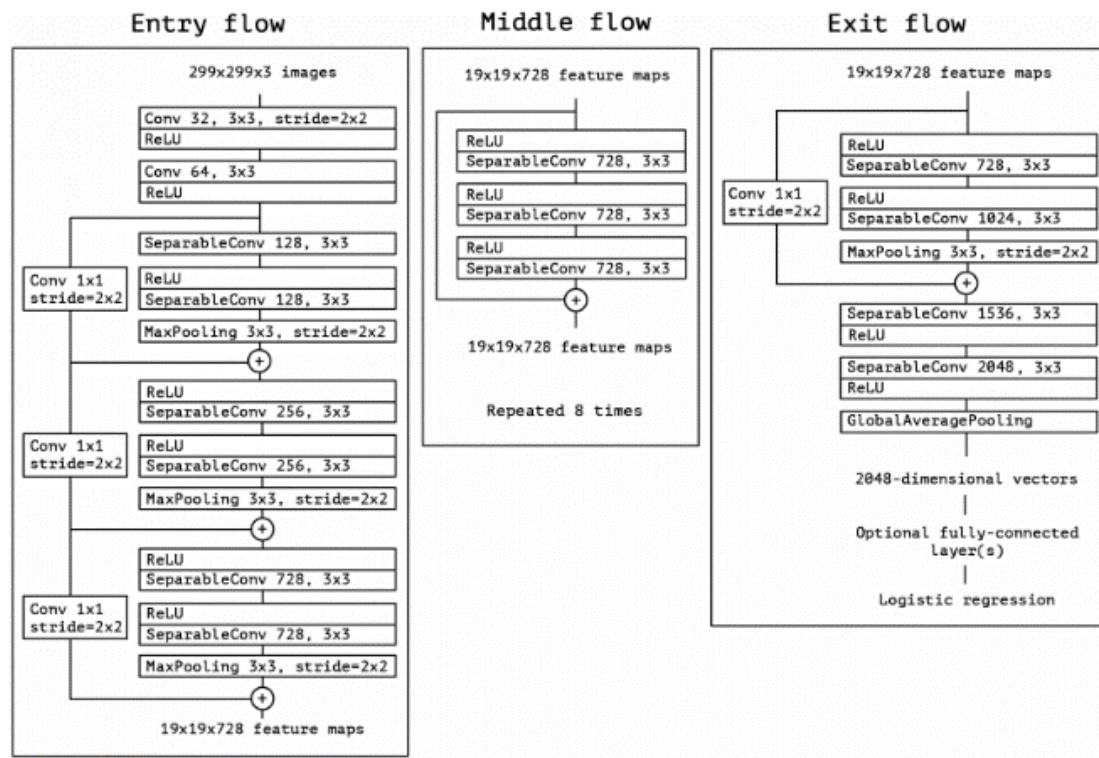 Entry flow
299x299x3 images
Conv 32, 3x3, stride=2x2
ReLU
Conv 64, 3x3
ReLU
SeparableConv 128, 3x3
Conv 1x1
stride=2x2
ReLU
SeparableConv 128, 3x3
MaxPooling 3x3, stride=2x2
+
ReLU
SeparableConv 256, 3x3
Conv 1x1
stride=2x2
ReLU
SeparableConv 256, 3x3
MaxPooling 3x3, stride=2x2
+
ReLU
SeparableConv 728, 3x3
Conv 1x1
stride=2x2
ReLU
SeparableConv 728, 3x3
MaxPooling 3x3, stride=2x2
+
19x19x728 feature maps
Middle flow
19x19x728 feature maps
ReLU
SeparableConv 728, 3x3
ReLU
SeparableConv 728, 3x3
ReLU
SeparableConv 728, 3x3
+
19x19x728 feature maps
Repeated 8 times
Exit flow
19x19x728 feature maps
ReLU
SeparableConv 728, 3x3
Conv 1x1
stride=2x2
ReLU
SeparableConv 1024, 3x3
MaxPooling 3x3, stride=2x2
+
SeparableConv 1536, 3x3
ReLU
SeparableConv 2048, 3x3
ReLU
GlobalAveragePooling
2048-dimensional vectors
Optional fully-connected
layer(s)
Logistic regression